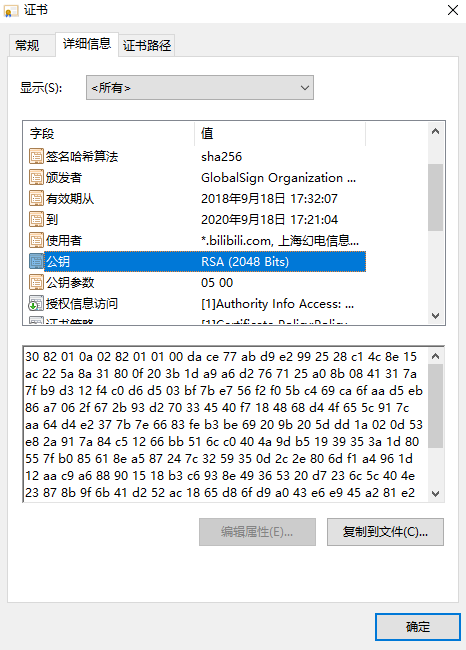 证书
常规 详细信息 证书路径
显示(S): <所有>
字段 值
签名哈希算法 sha256
颁发者 GlobalSign Organization ...
有效期从 2018年9月18日 17:32:07
到 2020年9月18日 17:21:04
使用者 *.bilibili.com, 上海幻电信息...
公钥 RSA (2048 Bits)
公钥参数 05 00
授权信息访问 [1]Authority Info Access: ...
证书策略 [1]Certificate Policy:Policy
30 82 01 0a 02 82 01 01 00 da ce 77 ab d9 e2 99 25 28 c1 4c 8e 15
ac 22 5a 8a 31 80 0f 20 3b 1d a9 a6 d2 76 71 25 a0 8b 08 41 31 7a
7f b9 d3 12 f4 c0 d6 d5 03 bf 7b e7 56 f2 f0 5b c4 69 ca 6f aa d5 eb
86 a7 06 2f 67 2b 93 d2 70 33 45 40 f7 18 48 68 d4 4f 65 5c 91 7c
aa 64 d4 e2 37 7b 7e 66 83 fe b3 be 69 20 9b 20 5d dd 1a 02 0d 53
e8 2a 91 7a 84 c5 12 66 bb 51 6c c0 40 4a 9d b5 19 39 35 3a 1d 80
55 7f b0 85 61 8e a5 87 24 7c 32 59 35 0d 2c 2e 80 6d f1 a4 96 1d
12 aa c9 a6 88 90 15 18 b3 c6 93 8e 49 36 53 20 d7 23 6c 5c 40 4e
23 87 8b 9f 6b 41 d2 52 ac 18 65 d8 6f d9 a0 43 e6 e9 45 a2 81 e2
编辑属性(E)... 复制到文件(C)...
确定